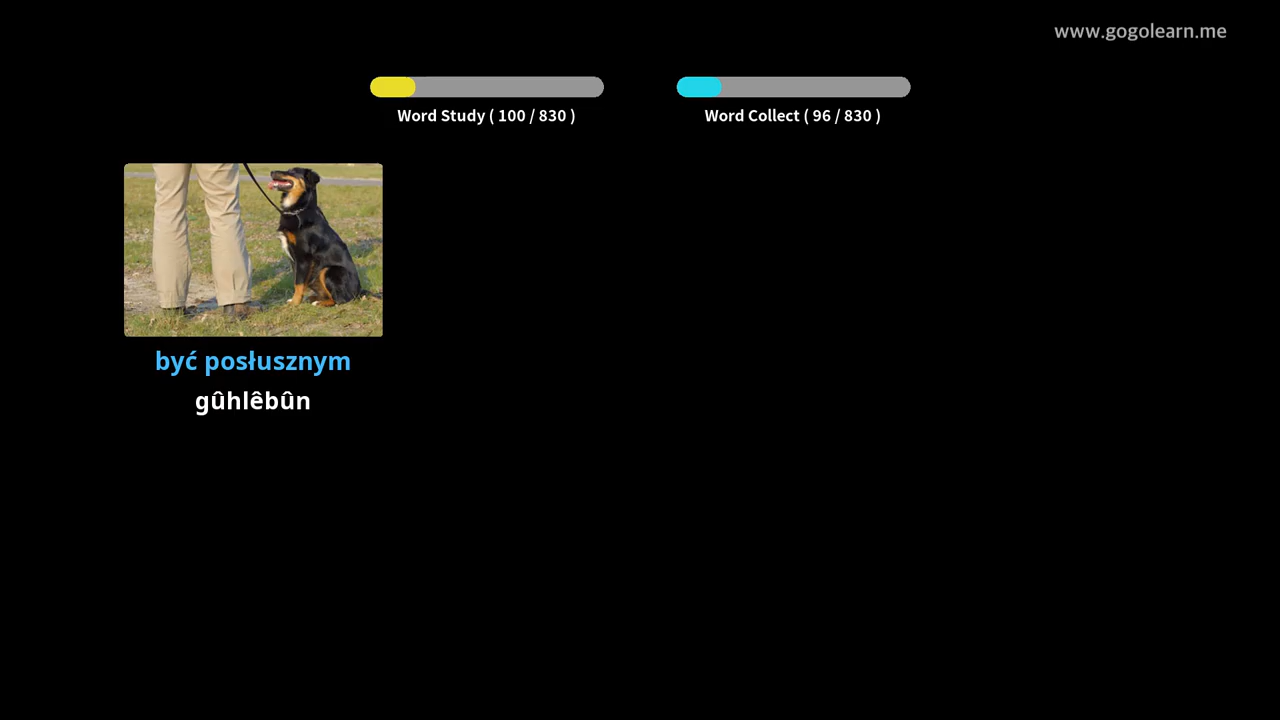 www.gogolearn.me
Word Study ( 100 / 830 )
Word Collect ( 96 / 830 )
być posłusznym
gûhlêbûn